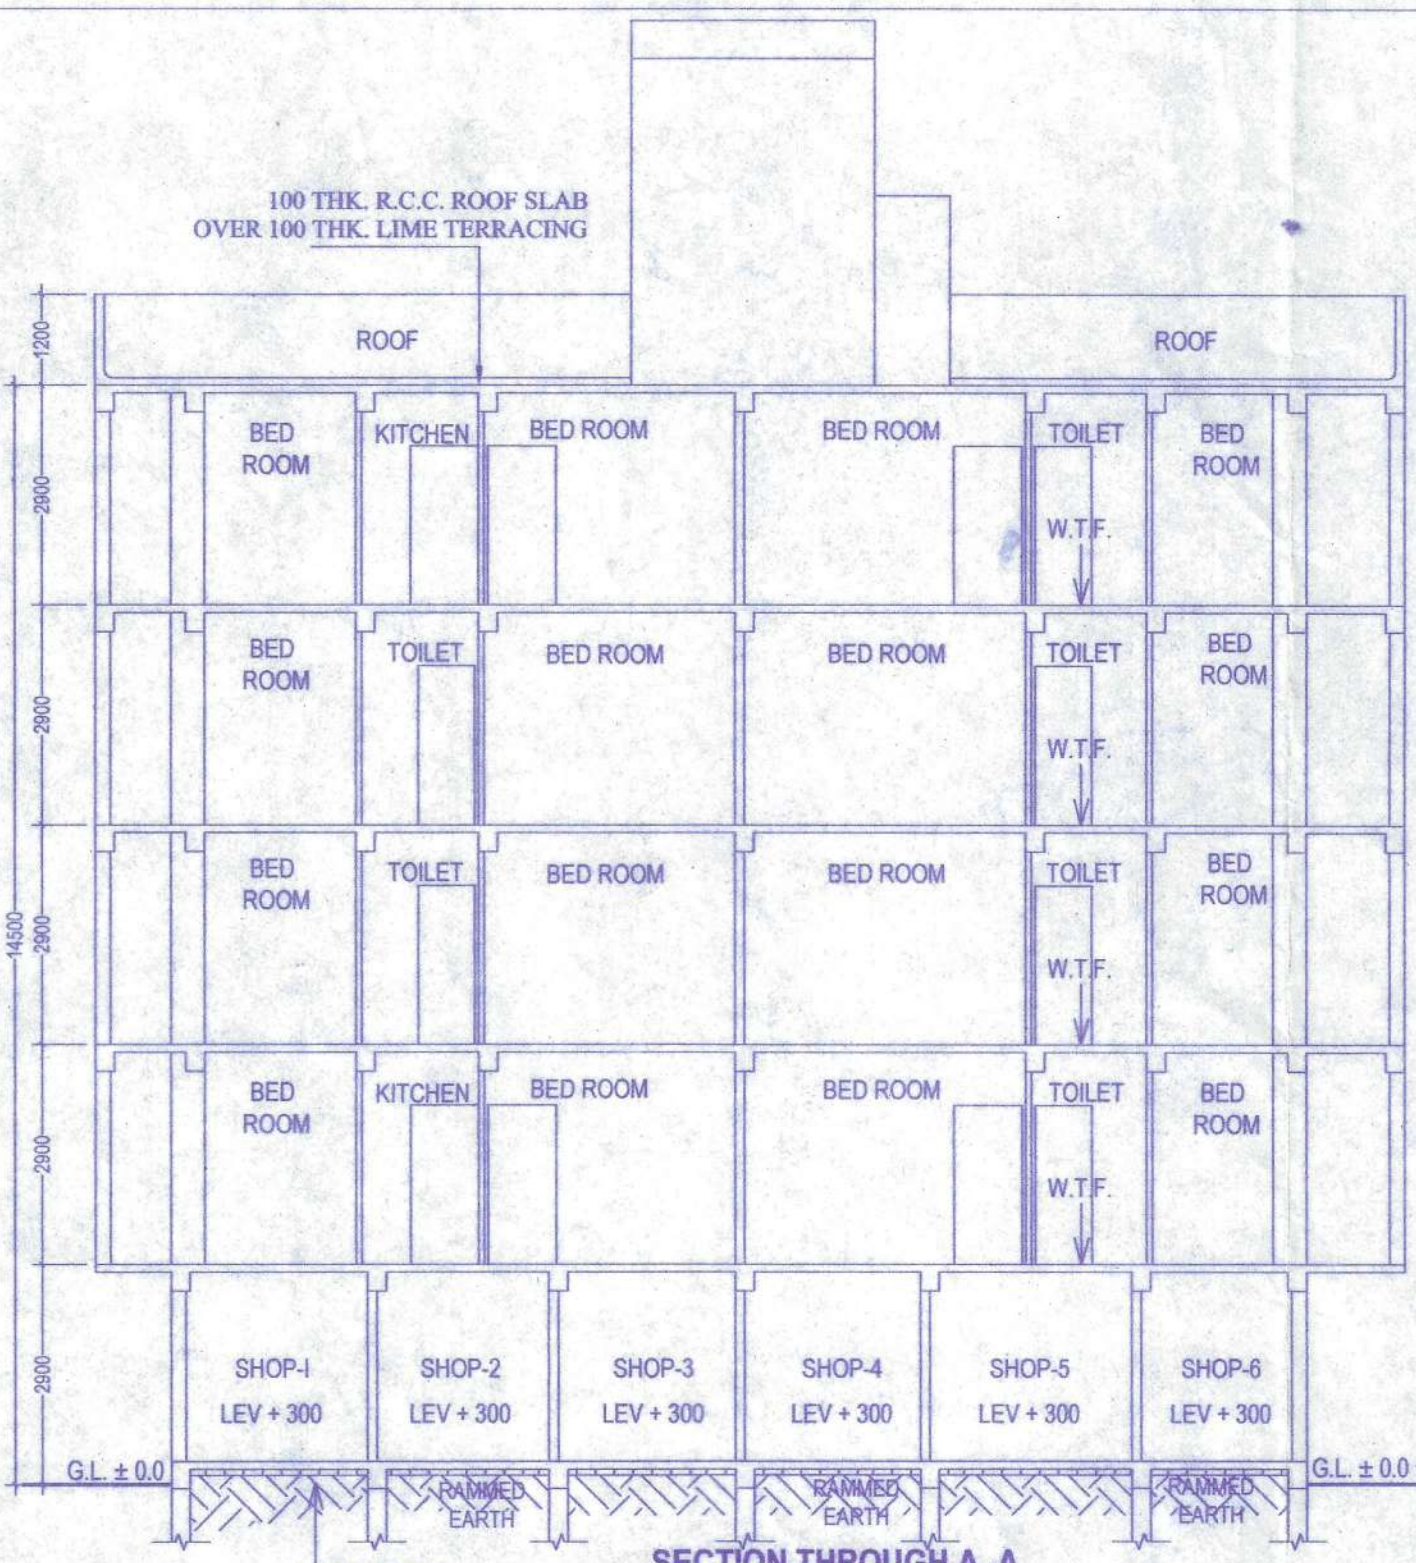 100 THK. R.C.C. ROOF SLAB
OVER 100 THK. LIME TERRACING
1200
ROOF
ROOF
2900
BED
ROOM
KITCHEN
BED ROOM
BED ROOM
TOILET
W.T.F.
BED
ROOM
2900
BED
ROOM
TOILET
BED ROOM
BED ROOM
TOILET
W.T.F.
BED
ROOM
14500
2900
BED
ROOM
TOILET
BED ROOM
BED ROOM
TOILET
W.T.F.
BED
ROOM
2900
BED
ROOM
KITCHEN
BED ROOM
BED ROOM
TOILET
W.T.F.
BED
ROOM
2900
SHOP-I
LEV + 300
SHOP-2
LEV + 300
SHOP-3
LEV + 300
SHOP-4
LEV + 300
SHOP-5
LEV + 300
SHOP-6
LEV + 300
G.L. ± 0.0
G.L. ± 0.0
RAMMED
EARTH
RAMMED
EARTH
RAMMED
EARTH
SECTION THROUGH A-A